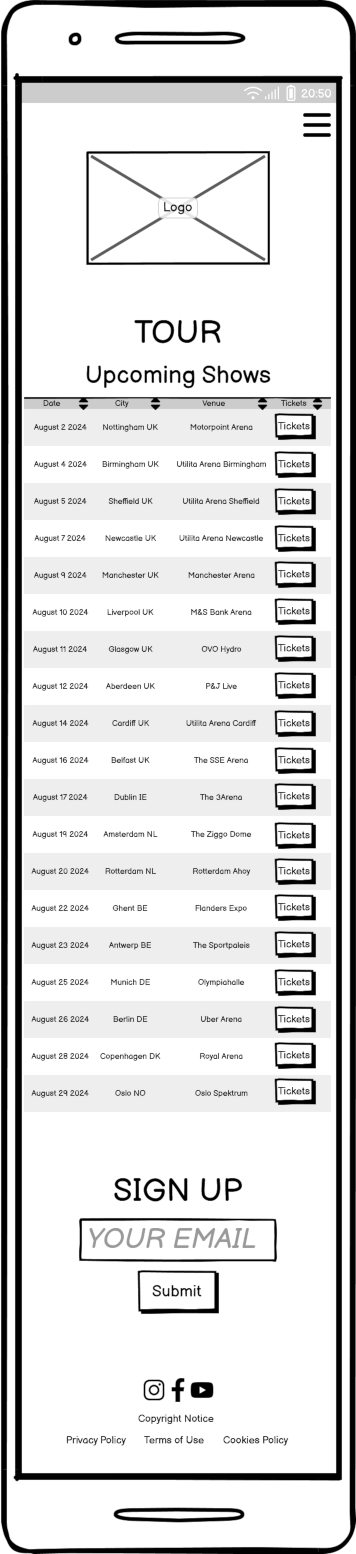 20:50
Logo
TOUR
Upcoming Shows
Date City Venue Tickets
August 2 2024 Nottingham UK Motorpoint Arena Tickets
August 4 2024 Birmingham UK Utilita Arena Birmingham Tickets
August 5 2024 Sheffield UK Utilita Arena Sheffield Tickets
August 7 2024 Newcastle UK Utilita Arena Newcastle Tickets
August 9 2024 Manchester UK Manchester Arena Tickets
August 10 2024 Liverpool UK M&S Bank Arena Tickets
August 11 2024 Glasgow UK OVO Hydro Tickets
August 12 2024 Aberdeen UK P&J Live Tickets
August 14 2024 Cardiff UK Utilita Arena Cardiff Tickets
August 16 2024 Belfast UK The SSE Arena Tickets
August 17 2024 Dublin IE The 3Arena Tickets
August 19 2024 Amsterdam NL The Ziggo Dome Tickets
August 20 2024 Rotterdam NL Rotterdam Ahoy Tickets
August 22 2024 Ghent BE Flanders Expo Tickets
August 23 2024 Antwerp BE The Sportpaleis Tickets
August 25 2024 Munich DE Olympiahalle Tickets
August 26 2024 Berlin DE Uber Arena Tickets
August 28 2024 Copenhagen DK Royal Arena Tickets
August 29 2024 Oslo NO Oslo Spektrum Tickets
SIGN UP
YOUR EMAIL
Submit
Copyright Notice
Privacy Policy Terms of Use Cookies Policy